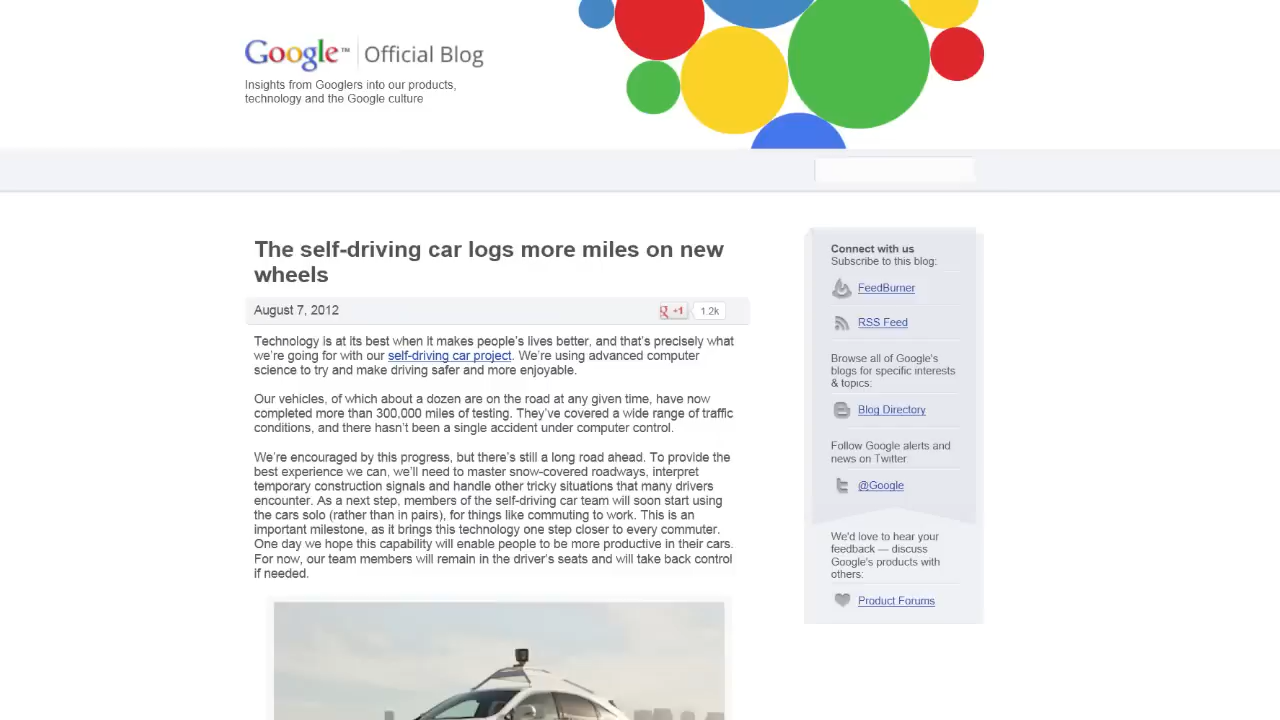 Google™ Official Blog
Insights from Googlers into our products,
technology and the Google culture
The self-driving car logs more miles on new
wheels
August 7, 2012
g +1 1.2k
Technology is at its best when it makes people's lives better, and that's precisely what
we're going for with our self-driving car project. We're using advanced computer
science to try and make driving safer and more enjoyable.
Our vehicles, of which about a dozen are on the road at any given time, have now
completed more than 300,000 miles of testing. They've covered a wide range of traffic
conditions, and there hasn't been a single accident under computer control.
We're encouraged by this progress, but there's still a long road ahead. To provide the
best experience we can, we'll need to master snow-covered roadways, interpret
temporary construction signals and handle other tricky situations that many drivers
encounter. As a next step, members of the self-driving car team will soon start using
the cars solo (rather than in pairs), for things like commuting to work. This is an
important milestone, as it brings this technology one step closer to every commuter.
One day we hope this capability will enable people to be more productive in their cars.
For now, our team members will remain in the driver's seats and will take back control
if needed.
Connect with us
Subscribe to this blog:
FeedBurner
RSS Feed
Browse all of Google's
blogs for specific interests
& topics:
Blog Directory
Follow Google alerts and
news on Twitter:
@Google
We'd love to hear your
feedback — discuss
Google's products with
others:
Product Forums